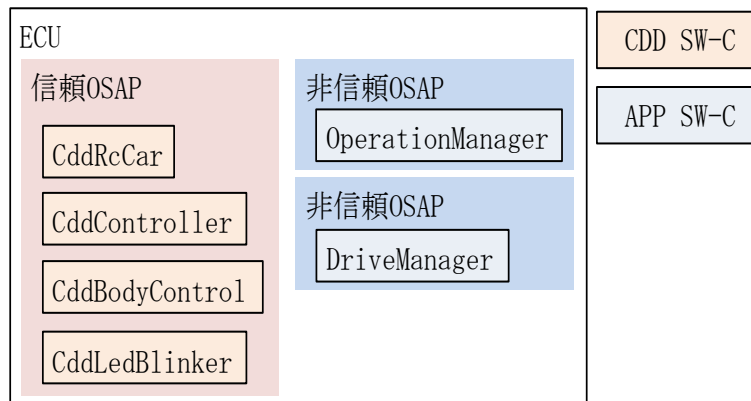 ECU
信頼OSAP
CddRcCar
CddController
CddBodyControl
CddLedBlinker
非信頼OSAP
OperationManager
非信頼OSAP
DriveManager
CDD SW-C
APP SW-C